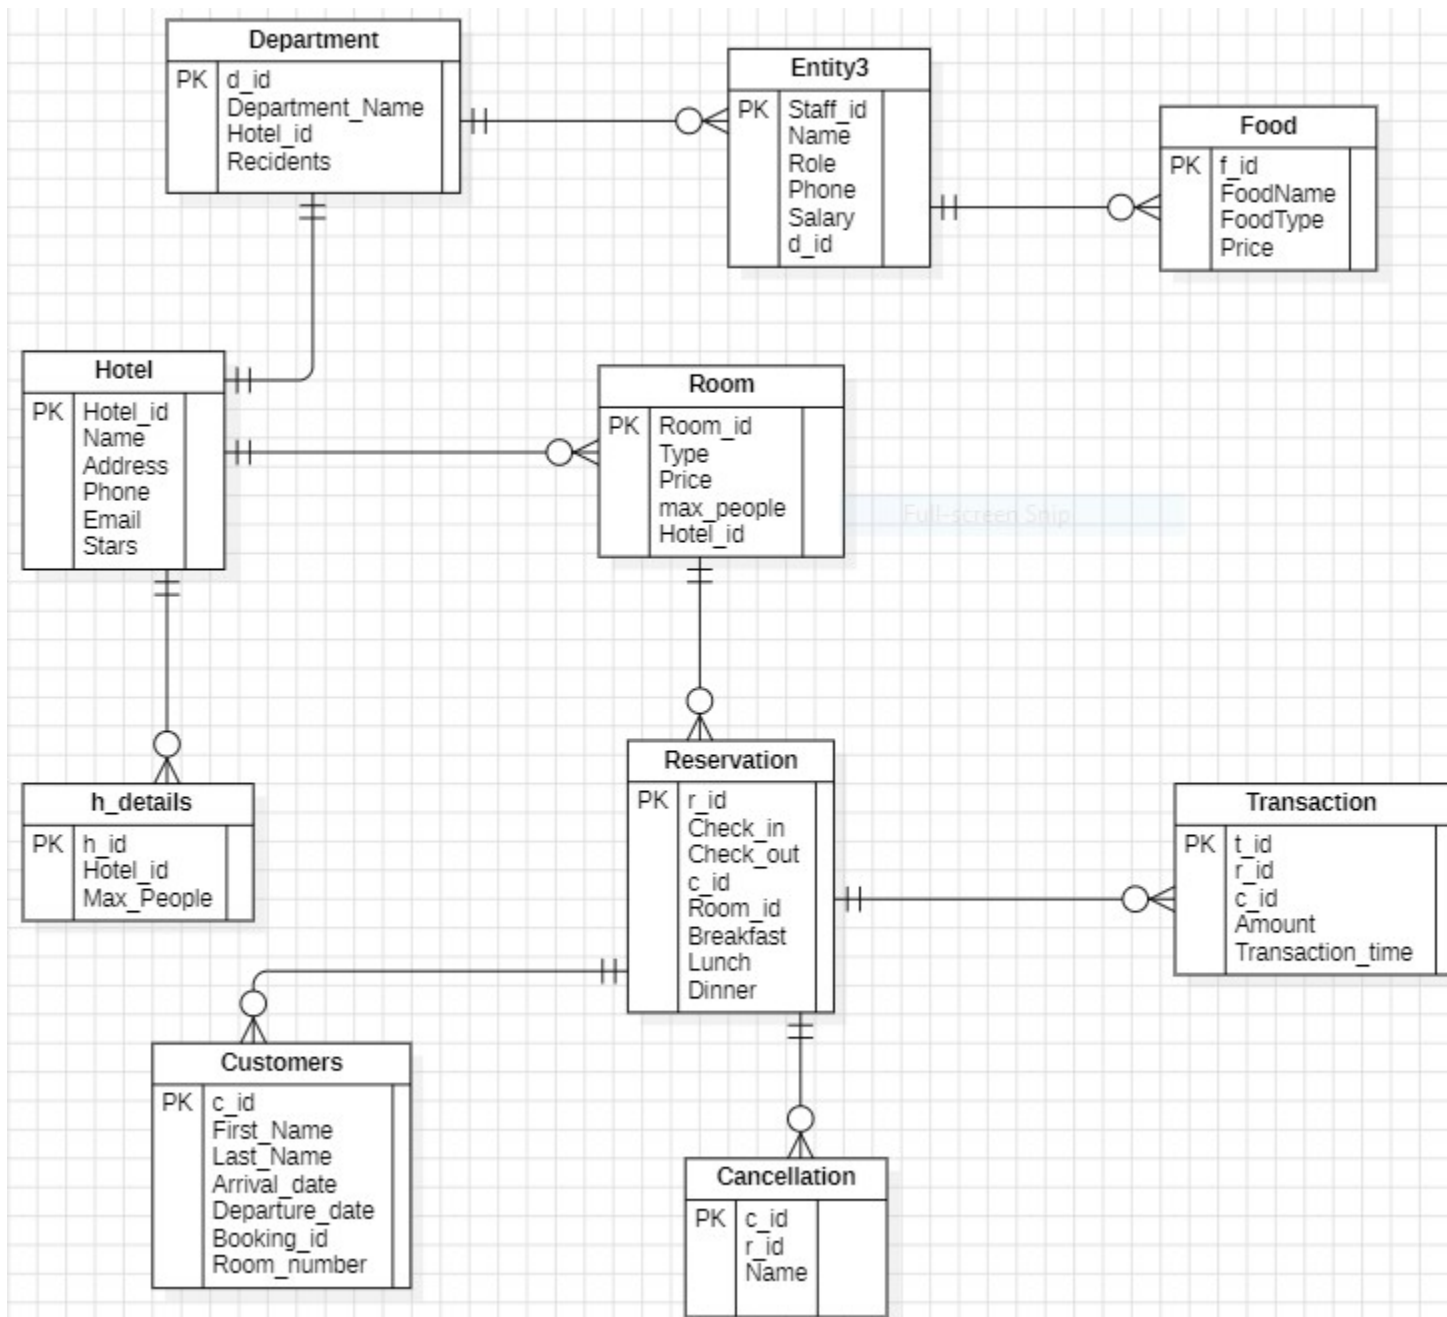 Department
PK d_id
Department_Name
Hotel_id
Recidents
Entity3
PK Staff_id
Name
Role
Phone
Salary
d_id
Food
PK f_id
FoodName
FoodType
Price
Hotel
PK Hotel_id
Name
Address
Phone
Email
Stars
Room
PK Room_id
Type
Price
max_people
Hotel_id
Full-screen Snip
h_details
PK h_id
Hotel_id
Max_People
Reservation
PK r_id
Check_in
Check_out
c_id
Room_id
Breakfast
Lunch
Dinner
Transaction
PK t_id
r_id
c_id
Amount
Transaction_time
Customers
PK c_id
First_Name
Last_Name
Arrival_date
Departure_date
Booking_id
Room_number
Cancellation
PK c_id
r_id
Name